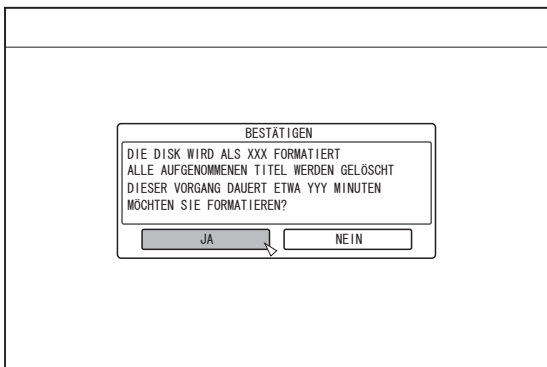 BESTÄTIGEN
DIE DISK WIRD ALS XXX FORMATIERT
ALLE AUFGENOMMENEN TITEL WERDEN GELÖSCHT
DIESER VORGANG DAUERT ETWA YYY MINUTEN
MÖCHTEN SIE FORMATIEREN?
JA NEIN